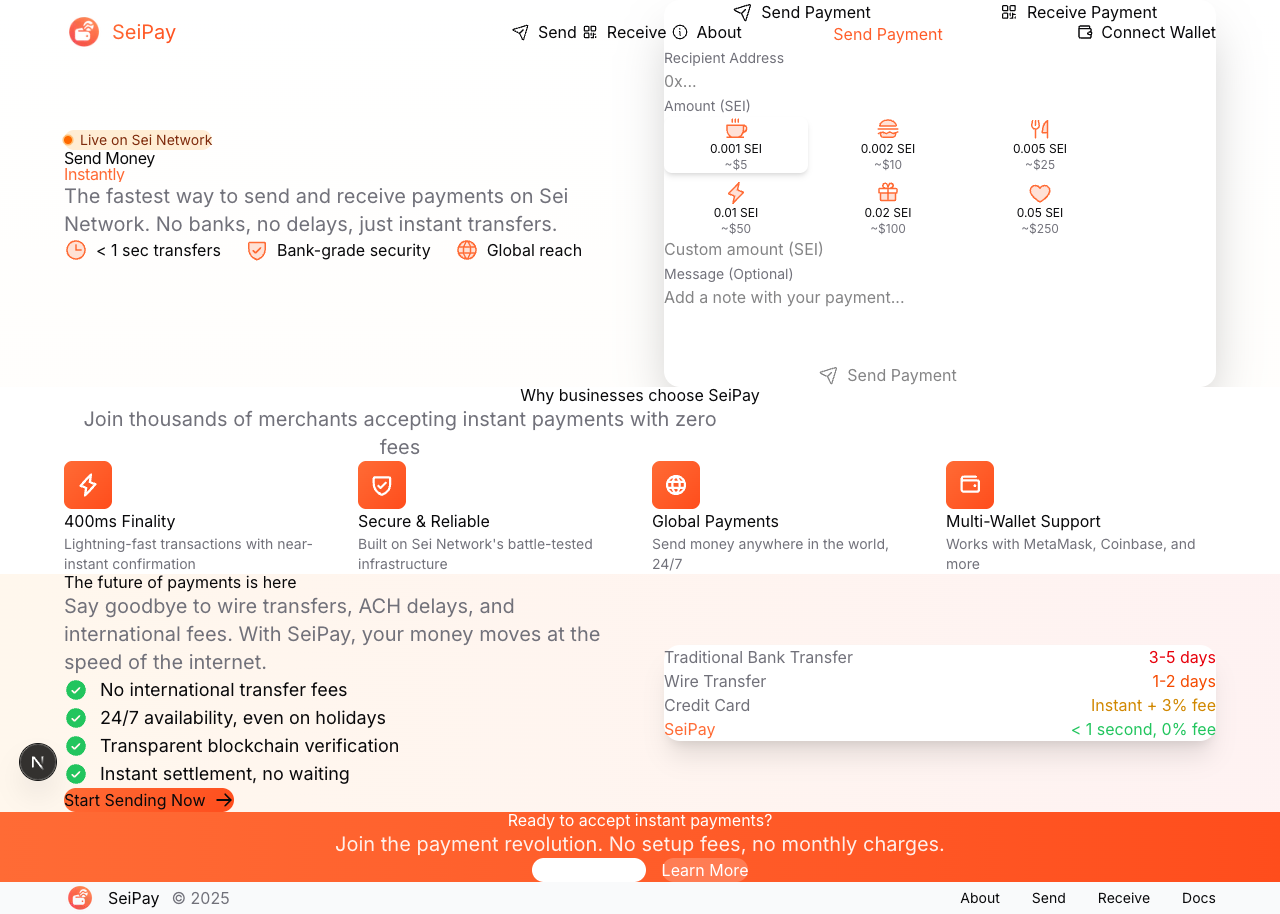 SeiPay
Send
Receive
About
Connect Wallet
Send Payment
Receive Payment
Send Payment
Recipient Address
0x...
Amount (SEI)
0.001 SEI
~$5
0.002 SEI
~$10
0.005 SEI
~$25
0.01 SEI
~$50
0.02 SEI
~$100
0.05 SEI
~$250
Custom amount (SEI)
Message (Optional)
Add a note with your payment...
Send Payment
Live on Sei Network
Send Money
Instantly
The fastest way to send and receive payments on Sei
Network. No banks, no delays, just instant transfers.
< 1 sec transfers
Bank-grade security
Global reach
Why businesses choose SeiPay
Join thousands of merchants accepting instant payments with zero
fees
400ms Finality
Lightning-fast transactions with near-
instant confirmation
Secure & Reliable
Built on Sei Network's battle-tested
infrastructure
Global Payments
Send money anywhere in the world,
24/7
Multi-Wallet Support
Works with MetaMask, Coinbase, and
more
The future of payments is here
Say goodbye to wire transfers, ACH delays, and
international fees. With SeiPay, your money moves at the
speed of the internet.
No international transfer fees
24/7 availability, even on holidays
Transparent blockchain verification
Instant settlement, no waiting
Start Sending Now
Traditional Bank Transfer
3-5 days
Wire Transfer
1-2 days
Credit Card
Instant + 3% fee
SeiPay
< 1 second, 0% fee
N
Ready to accept instant payments?
Join the payment revolution. No setup fees, no monthly charges.
Learn More
SeiPay
© 2025
About
Send
Receive
Docs